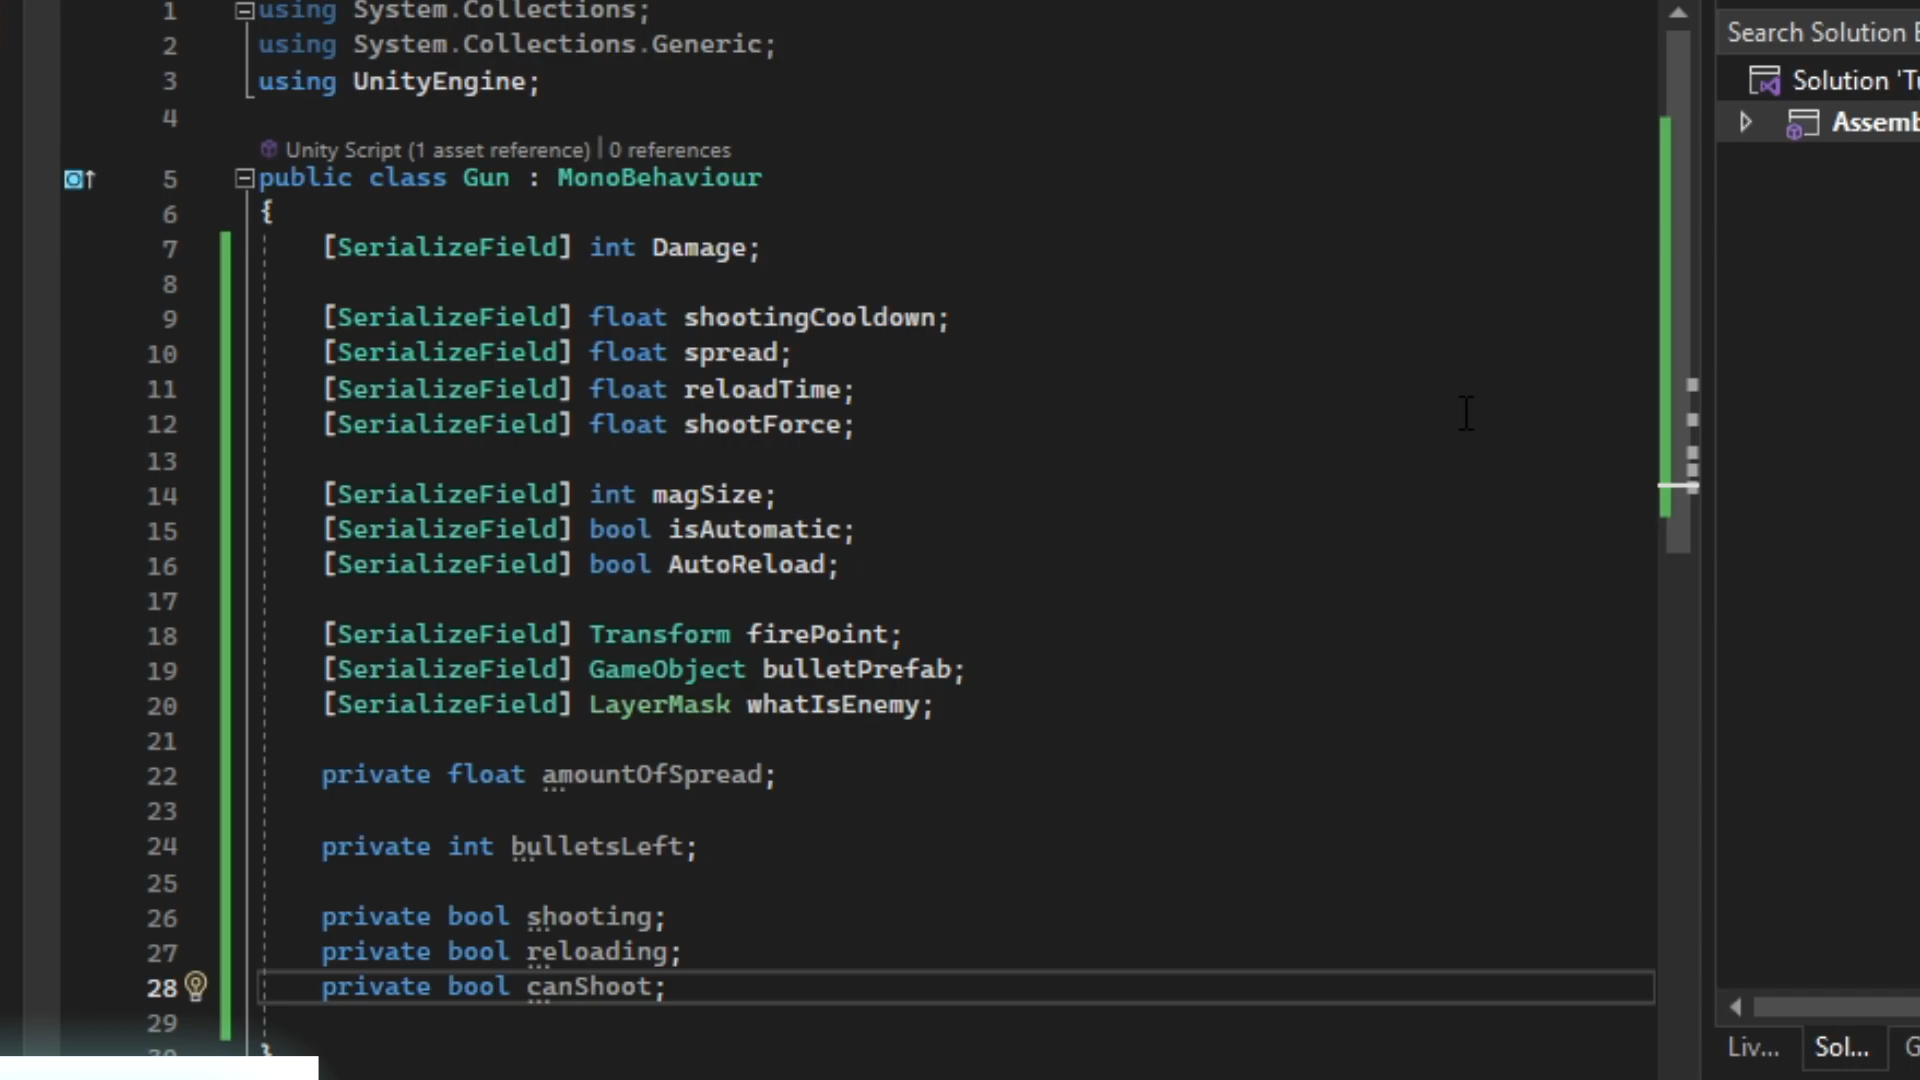 1 using System.Collections;
2 using System.Collections.Generic;
3 using UnityEngine;
4
Unity Script (1 asset reference) | 0 references
5 public class Gun : MonoBehaviour
6 {
7 [SerializeField] int Damage;
8
9 [SerializeField] float shootingCooldown;
10 [SerializeField] float spread;
11 [SerializeField] float reloadTime;
12 [SerializeField] float shootForce;
13
14 [SerializeField] int magSize;
15 [SerializeField] bool isAutomatic;
16 [SerializeField] bool AutoReload;
17
18 [SerializeField] Transform firePoint;
19 [SerializeField] GameObject bulletPrefab;
20 [SerializeField] LayerMask whatIsEnemy;
21
22 private float amountOfSpread;
23
24 private int bulletsLeft;
25
26 private bool shooting;
27 private bool reloading;
28 private bool canShoot;
29
}
Search Solution E
Solution 'Tu
Assemb
Liv... Sol... G